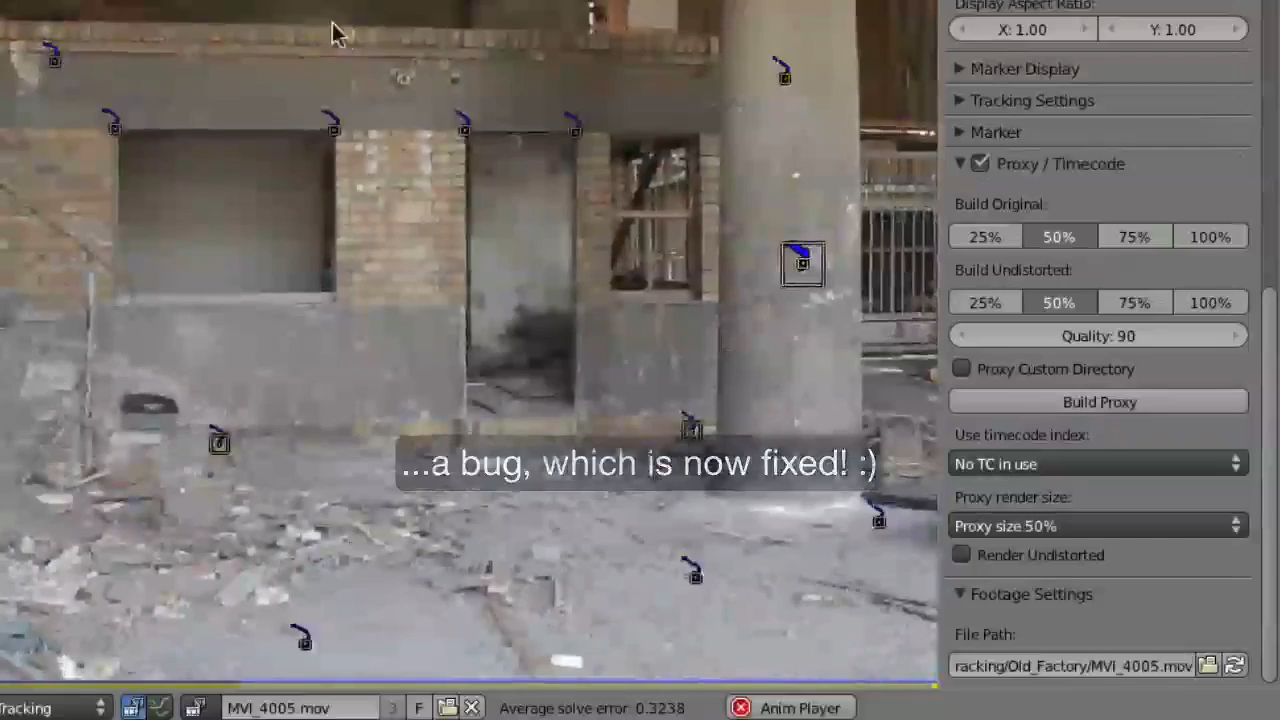 Display Aspect Ratio:
X: 1.00
Y: 1.00
Marker Display
Tracking Settings
Marker
Proxy / Timecode
Build Original:
25%
50%
75%
100%
Build Undistorted:
25%
50%
75%
100%
Quality: 90
Proxy Custom Directory
Build Proxy
Use timecode index:
No TC in use
Proxy render size:
Proxy size 50%
Render Undistorted
Footage Settings
File Path:
racking/Old_Factory/MVI_4005.mov
...a bug, which is now fixed! :)
Tracking
MVI_4005.mov
3
F
Average solve error: 0.3238
Anim Player